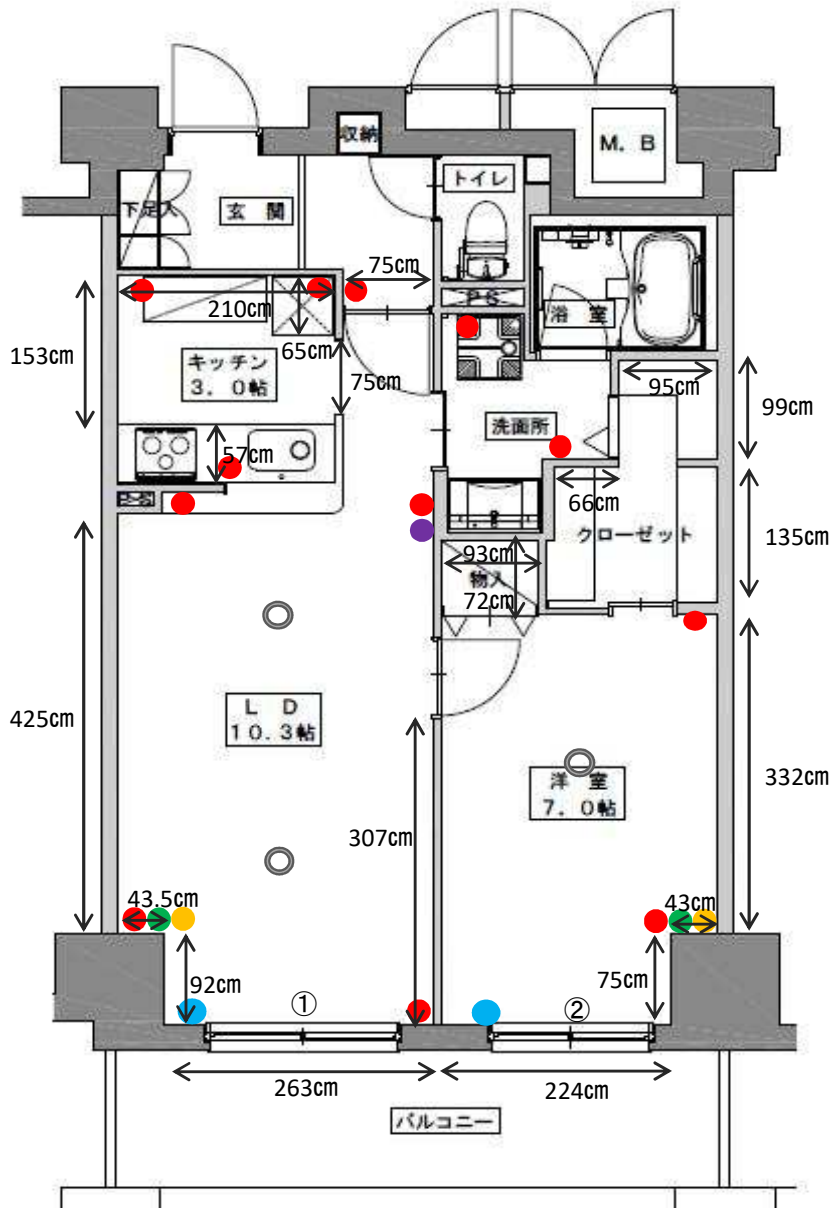 収納
M. B
トイレ
下足入
玄 関
75㎝
P S
浴 室
210㎝
153㎝
65㎝
キッチン
3. 0帖
75㎝
95㎝
99㎝
洗面所
57㎝
66㎝
クローゼット
135㎝
93㎝
物入
72㎝
L D
10. 3帖
425㎝
洋 室
7. 0帖
332㎝
307㎝
43.5㎝
43㎝
92㎝
75㎝
①
②
263㎝
224㎝
バルコニー